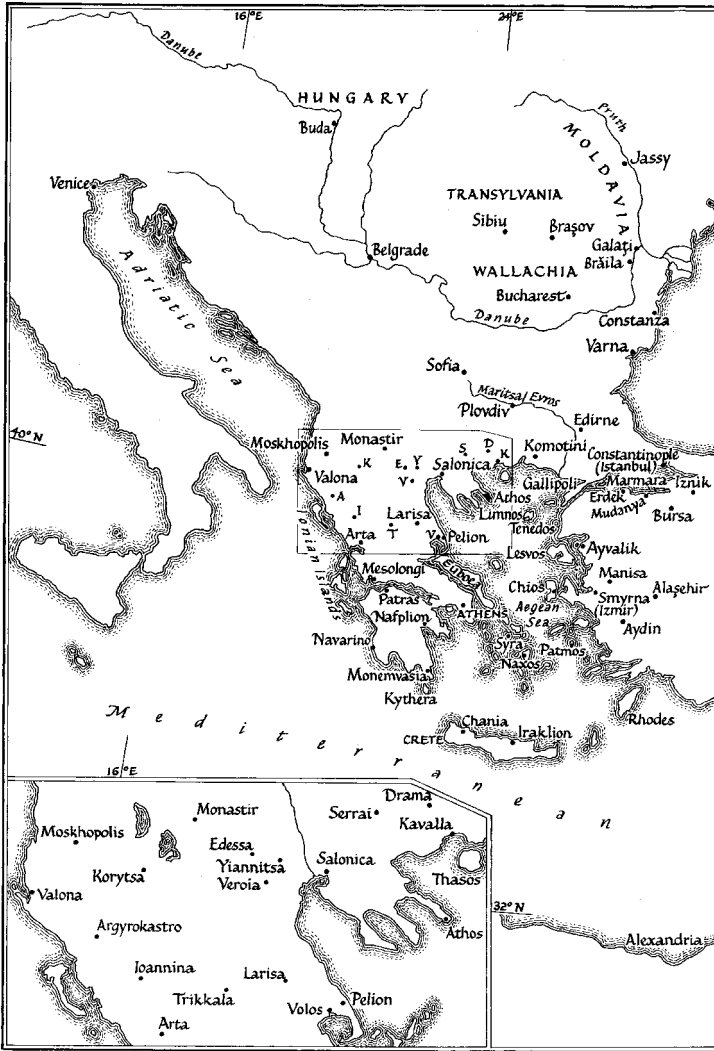 16°E
24°E
Danube
HUNGARY
Buda
Pruth
MOLDAVIA
Jassy
Venice
TRANSYLVANIA
Sibiu
Braşov
Galaţi
Brăila
Belgrade
WALLACHIA
Bucharest
Adriatic Sea
Danube
Constanza
Varna
Sofia
Maritsa/Evros
Plovdiv
Edirne
40°N
Moskhopolis
Monastir
S
D
K
Komotini
Constantinople
(Istanbul)
Valona
K
E
Y
V
Salonica
Gallipoli
Marmara
Iznik
Erdek
Mudanya
Bursa
A
Athos
Limnos
Tenedos
I
Larisa
T
Arta
V
Pelion
Lesvos
Ayvalik
Ionian Islands
Mesolongi
Euboea
Manisa
Chios
Alaşehir
Patras
ATHENS
Aegean
Sea
Smyrna
(Izmir)
Nafplion
Aydin
Navarino
Syra
Patmos
Naxos
Monemvasia
Kythera
Rhodes
Chania
CRETE
Iraklion
Mediterranean
16°E
Drama
Monastir
Serrai
Kavalla
Moskhopolis
Edessa
Yiannitsa
Salonica
Korytsa
Veroia
Thasos
Valona
32°N
Athos
Argyrokastro
Alexandria
Ioannina
Larisa
Trikkala
Pelion
Volos
Arta